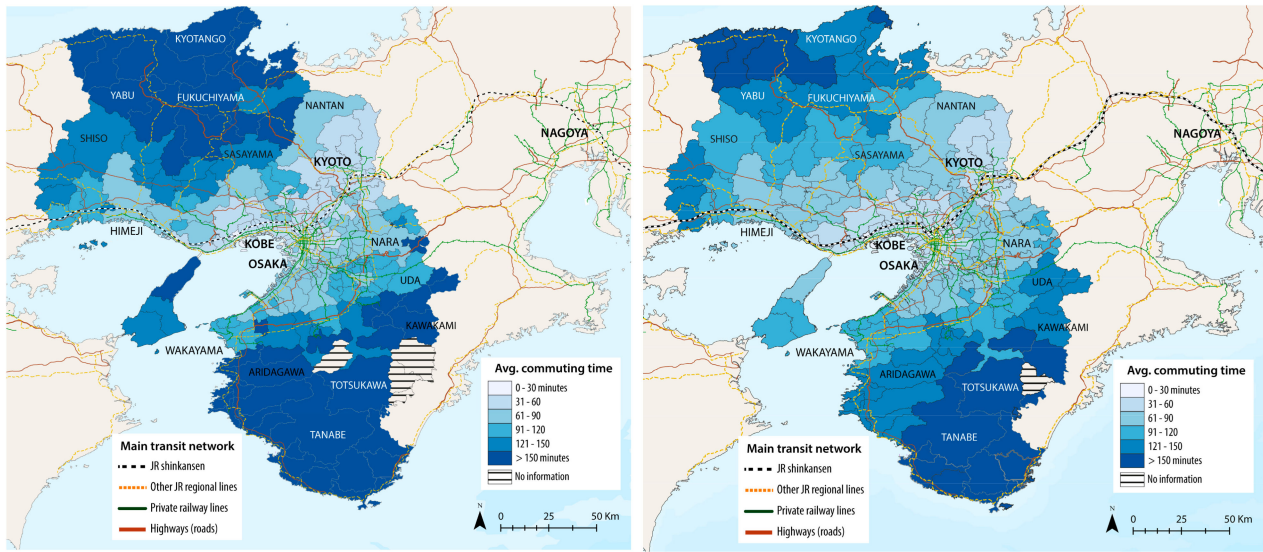 KYOTANGO
YABU
FUKUCHIYAMA
NANTAN
SHISO
SASAYAMA
NAGOYA
KYOTO
HIMEJI
KOBE
NARA
OSAKA
UDA
KAWAKAMI
WAKAYAMA
ARIDAGAWA
TOTSUKAWA
TANABE
Avg. commuting time
0 - 30 minutes
31 - 60
61 - 90
91 - 120
121 - 150
> 150 minutes
No information
Main transit network
JR shinkansen
Other JR regional lines
Private railway lines
Highways (roads)
N
0 25 50 Km
KYOTANGO
YABU
FUKUCHIYAMA
NANTAN
SHISO
SASAYAMA
NAGOYA
KYOTO
HIMEJI
KOBE
NARA
OSAKA
UDA
KAWAKAMI
WAKAYAMA
ARIDAGAWA
TOTSUKAWA
TANABE
Avg. commuting time
0 - 30 minutes
31 - 60
61 - 90
91 - 120
121 - 150
> 150 minutes
No information
Main transit network
JR shinkansen
Other JR regional lines
Private railway lines
Highways (roads)
N
0 25 50 Km